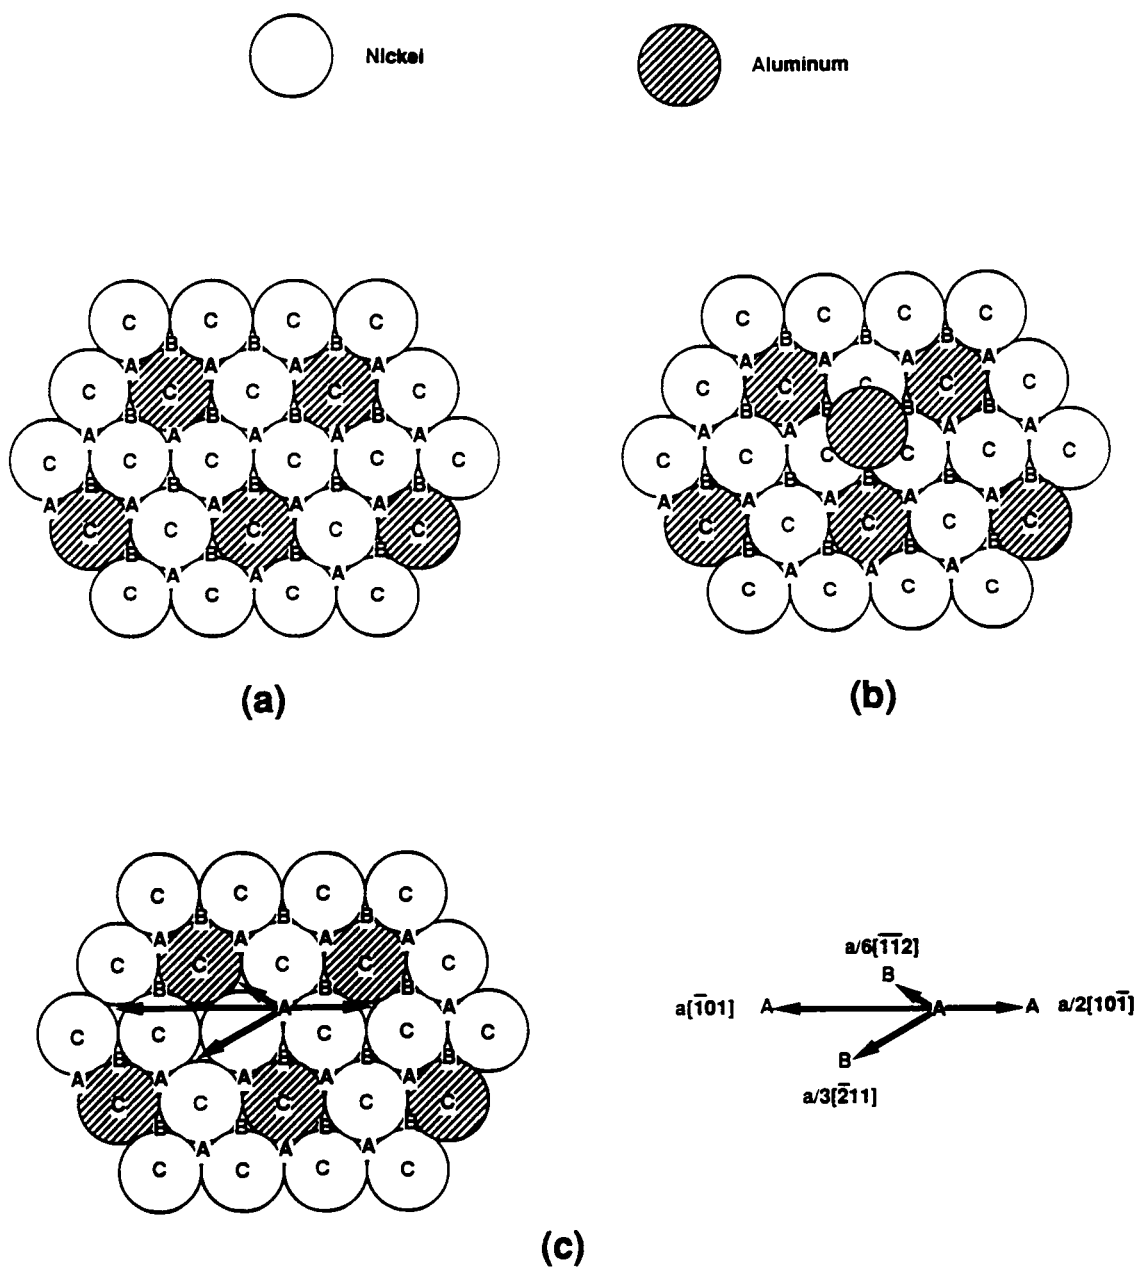 Nickel
Aluminum
C C C C
B B B
A A A A
C C C C C
B B B B
A A A A A
C C C C C C
B B B B B
A A A A A
C C C C C
B B B B
A A A
C C C C
(a)
C C C C
B B B
A A A A
C C C C C
B B B
A A A A
C C C C C C
B B B B B
A A A A A
C C C C C
B B B B
A A A
C C C C
(b)
C C C C
B B B
A A A A
C C C C C
B B B
A A
C C C C C
B B B B
A A A A A
C C C C C
B B B B
A A A
C C C C
a/6[1̅1̅2]
B
a[1̅01] A A A a/2[101̅]
B
a/3[2̅11]
(c)